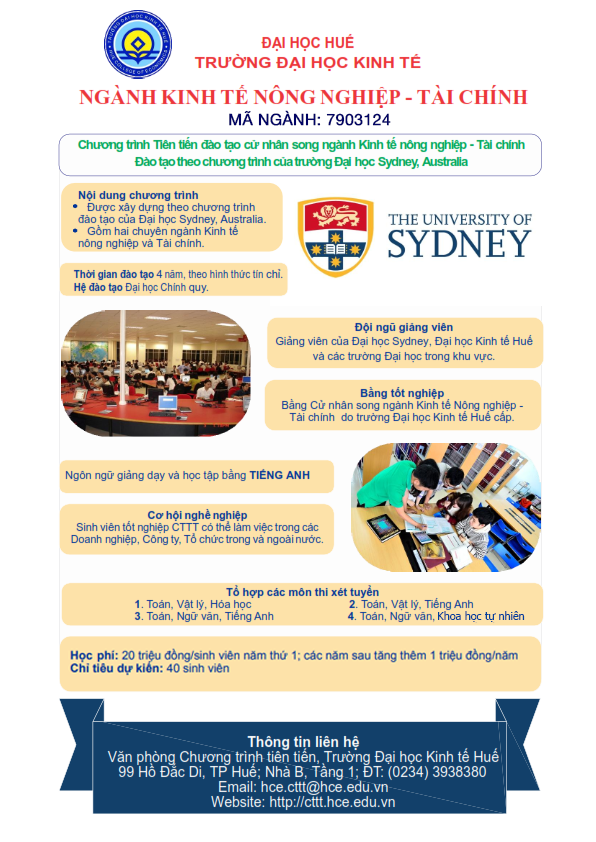 ĐẠI HỌC HUẾ
TRƯỜNG ĐẠI HỌC KINH TẾ
NGÀNH KINH TẾ NÔNG NGHIỆP - TÀI CHÍNH
MÃ NGÀNH: 7903124
Chương trình Tiên tiến đào tạo cử nhân song ngành Kinh tế nông nghiệp - Tài chính
Đào tạo theo chương trình của trường Đại học Sydney, Australia
Nội dung chương trình
• Được xây dựng theo chương trình
đào tạo của Đại học Sydney, Australia.
• Gồm hai chuyên ngành Kinh tế
nông nghiệp và Tài chính.
THE UNIVERSITY OF
SYDNEY
Thời gian đào tạo 4 năm, theo hình thức tín chỉ.
Hệ đào tạo Đại học Chính quy.
Đội ngũ giảng viên
Giảng viên của Đại học Sydney, Đại học Kinh tế Huế
và các trường Đại học trong khu vực.
Bằng tốt nghiệp
Bằng Cử nhân song ngành Kinh tế Nông nghiệp -
Tài chính do trường Đại học Kinh tế Huế cấp.
Ngôn ngữ giảng dạy và học tập bằng TIẾNG ANH
Cơ hội nghề nghiệp
Sinh viên tốt nghiệp CTTT có thể làm việc trong các
Doanh nghiệp, Công ty, Tổ chức trong và ngoài nước.
Tổ hợp các môn thi xét tuyển
1. Toán, Vật lý, Hóa học 2. Toán, Vật lý, Tiếng Anh
3. Toán, Ngữ văn, Tiếng Anh 4. Toán, Ngữ văn, Khoa học tự nhiên
Học phí: 20 triệu đồng/sinh viên năm thứ 1; các năm sau tăng thêm 1 triệu đồng/năm
Chỉ tiêu dự kiến: 40 sinh viên
Thông tin liên hệ
Văn phòng Chương trình tiên tiến, Trường Đại học Kinh tế Huế
99 Hồ Đắc Di, TP Huế; Nhà B, Tầng 1; ĐT: (0234) 3938380
Email: hce.cttt@hce.edu.vn
Website: http://cttt.hce.edu.vn